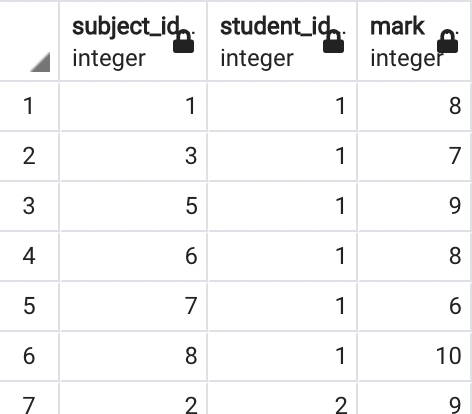 subject_id student_id mark
integer integer integer
1 1 1 8
2 3 1 7
3 5 1 9
4 6 1 8
5 7 1 6
6 8 1 10
7 2 2 9